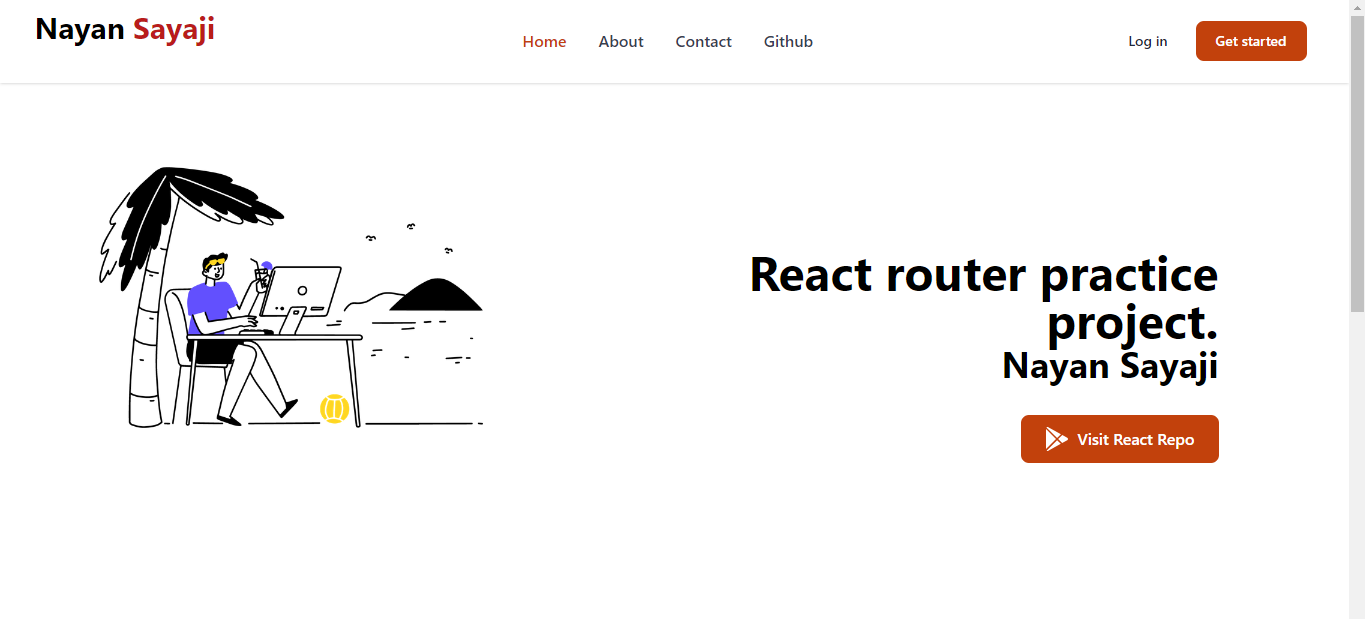 Nayan Sayaji
Home About Contact Github
Log in Get started
React router practice
project.
Nayan Sayaji
Visit React Repo